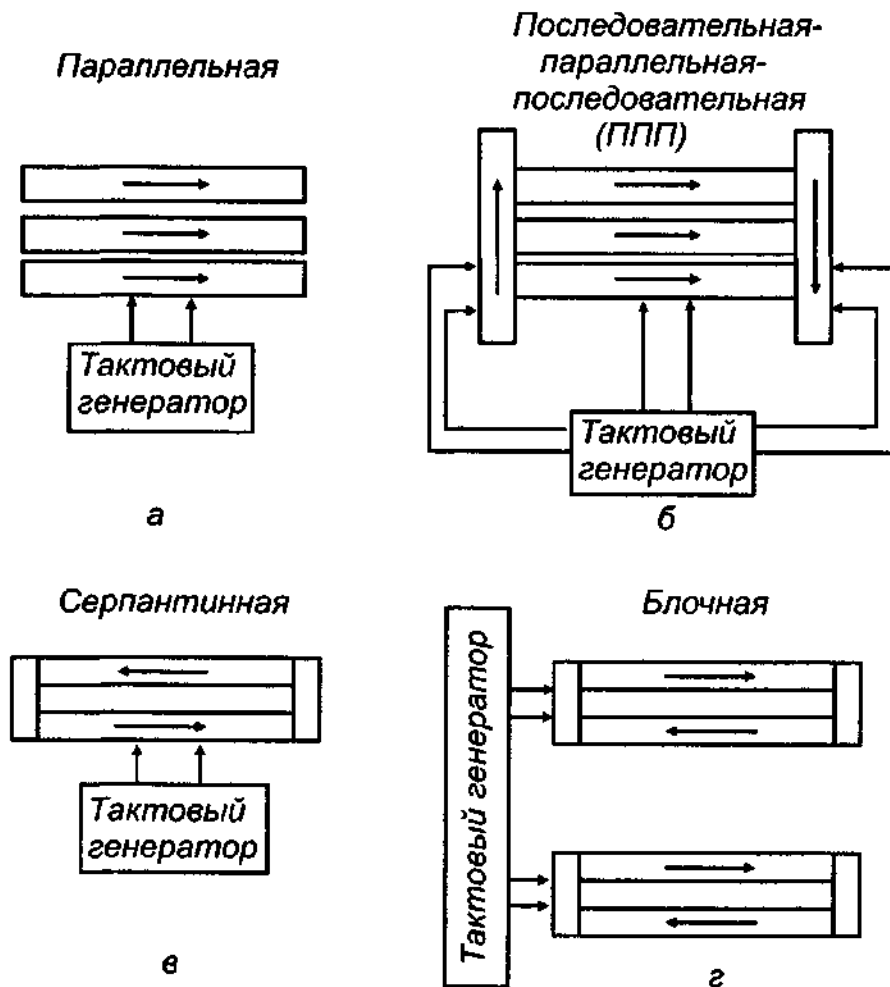 Параллельная
Последовательная-
параллельная-
последовательная
(ППП)
Тактовый
генератор
Тактовый
генератор
а
б
Серпантинная
Блочная
Тактовый генератор
Тактовый
генератор
в
г